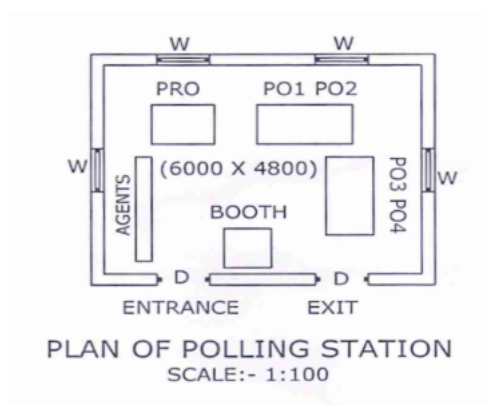 W W
PRO PO1 PO2
W (6000 X 4800) W
AGENTS
PO3 PO4
BOOTH
D D
ENTRANCE EXIT
PLAN OF POLLING STATION
SCALE:- 1:100